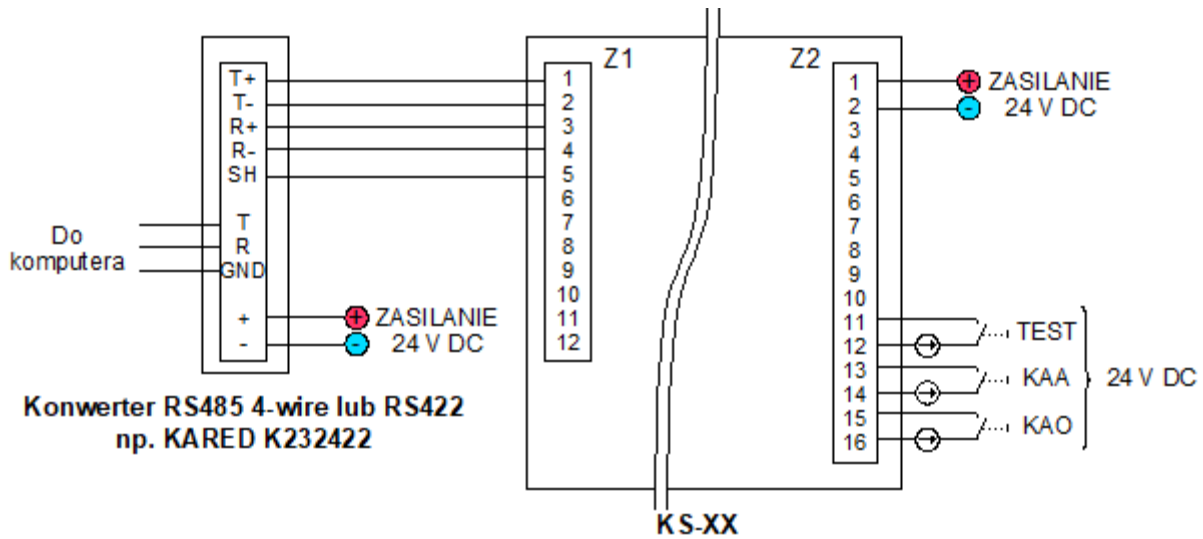 T+
T-
R+
R-
SH
T
R
GND
+
-
Do
komputera
+ ZASILANIE
- 24 V DC
Konwerter RS485 4-wire lub RS422
np. KARED K232422
Z1
1
2
3
4
5
6
7
8
9
10
11
12
Z2
1
2
3
4
5
6
7
8
9
10
11
12
13
14
15
16
+ ZASILANIE
- 24 V DC
TEST
KAA
KAO
24 V DC
KS-XX